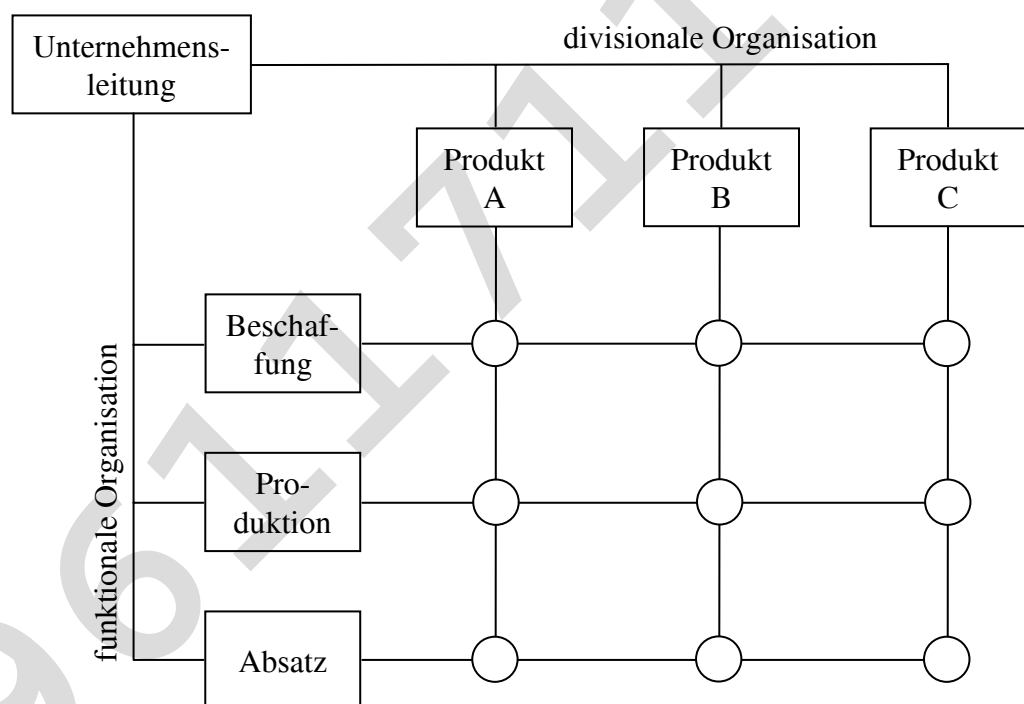 divisionale Organisation
Unternehmens-
leitung
Produkt
A
Produkt
B
Produkt
C
Beschaf-
fung
funktionale Organisation
Pro-
duktion
Absatz